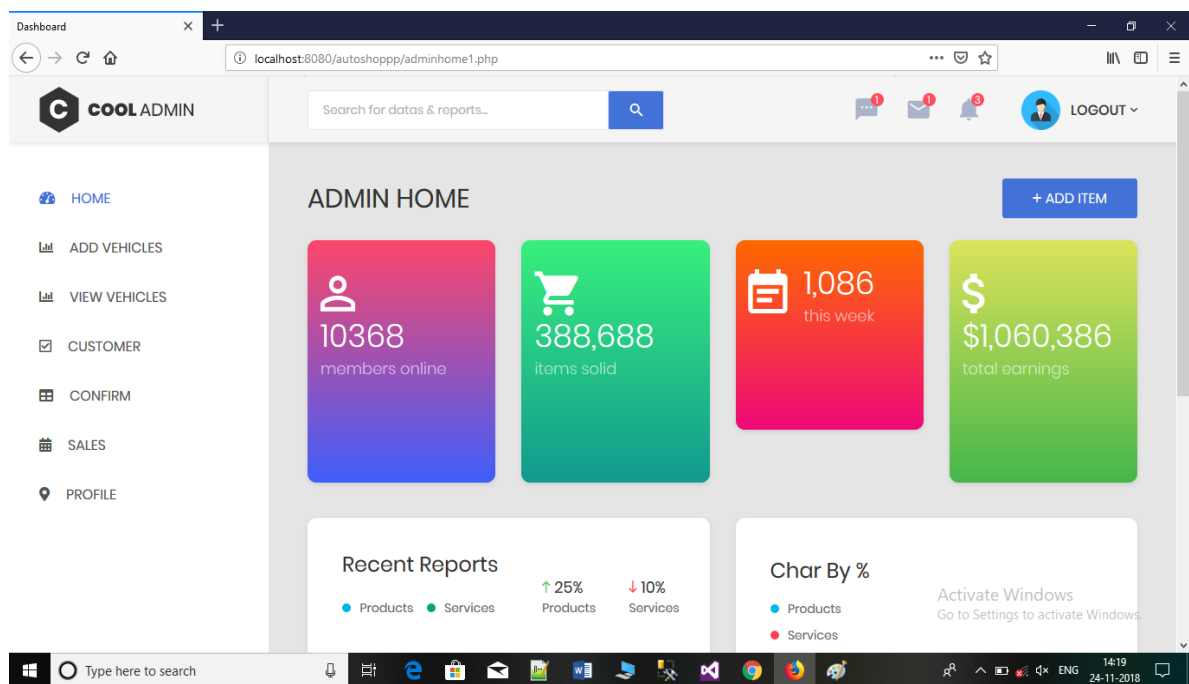 Dashboard
localhost:8080/autoshoppp/adminhome1.php
C COOL ADMIN
Search for datas & reports...
1
1
3
LOGOUT
HOME
ADD VEHICLES
VIEW VEHICLES
CUSTOMER
CONFIRM
SALES
PROFILE
ADMIN HOME
+ ADD ITEM
10368
members online
388,688
items solid
1,086
this week
$
$1,060,386
total earnings
Recent Reports
Products Services
↑ 25%
Products
↓ 10%
Services
Char By %
Products
Services
Activate Windows
Go to Settings to activate Windows.
Type here to search
ENG
14:19
24-11-2018